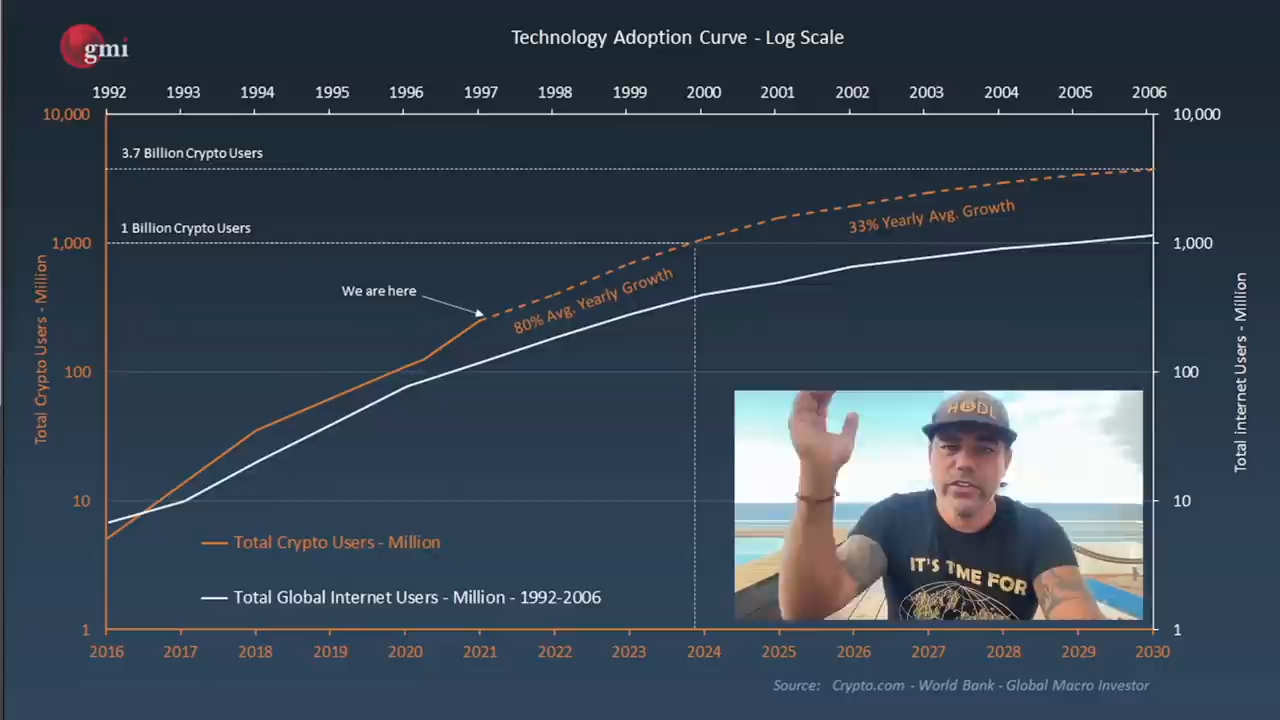 gmi
Technology Adoption Curve - Log Scale
1992 1993 1994 1995 1996 1997 1998 1999 2000 2001 2002 2003 2004 2005 2006
10,000
10,000
3.7 Billion Crypto Users
33% Yearly Avg. Growth
1 Billion Crypto Users
1,000
1,000
We are here
80% Avg. Yearly Growth
Total Crypto Users - Million
Total internet Users - Million
100
100
HODL
10
10
IT'S TIME FOR
Total Crypto Users - Million
Total Global Internet Users - Million - 1992-2006
1
1
2016 2017 2018 2019 2020 2021 2022 2023 2024 2025 2026 2027 2028 2029 2030
Source: Crypto.com - World Bank - Global Macro Investor